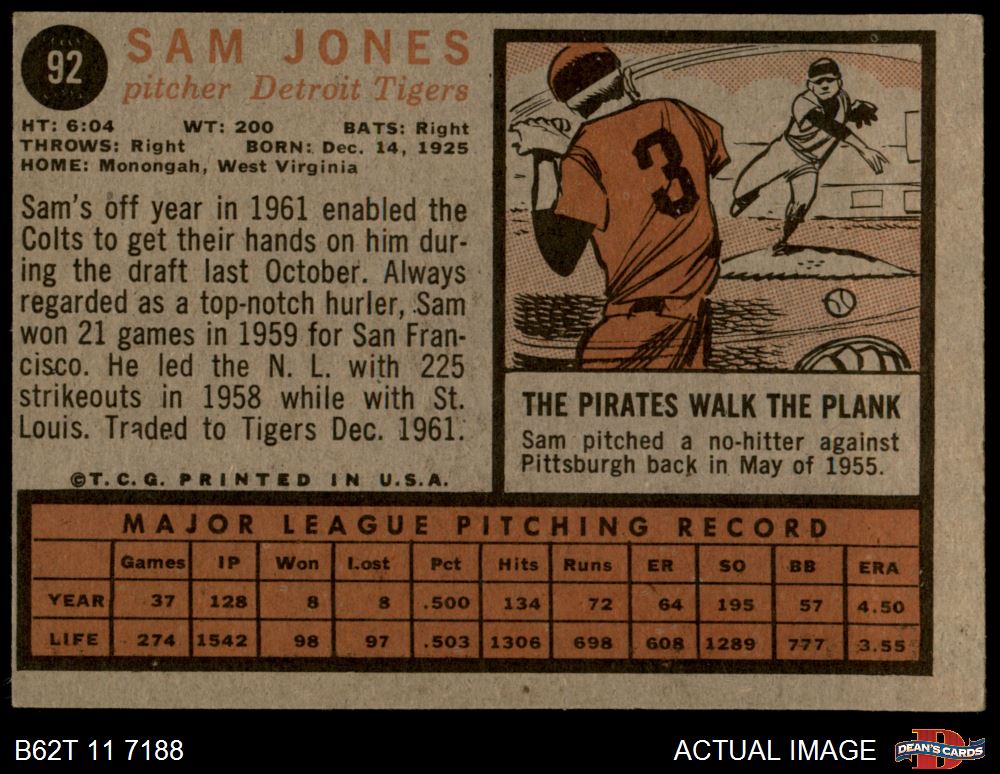 92
SAM JONES
pitcher Detroit Tigers
HT: 6:04 WT: 200 BATS: Right
THROWS: Right BORN: Dec. 14, 1925
HOME: Monongah, West Virginia
Sam's off year in 1961 enabled the
Colts to get their hands on him dur-
ing the draft last October. Always
regarded as a top-notch hurler, Sam
won 21 games in 1959 for San Fran-
cisco. He led the N. L. with 225
strikeouts in 1958 while with St.
Louis. Traded to Tigers Dec. 1961.
©T. C. G. PRINTED IN U.S.A.
3
THE PIRATES WALK THE PLANK
Sam pitched a no-hitter against
Pittsburgh back in May of 1955.
MAJOR LEAGUE PITCHING RECORD
Games IP Won Lost Pct Hits Runs ER SO BB ERA
YEAR 37 128 8 8 .500 134 72 64 195 57 4.50
LIFE 274 1542 98 97 .503 1306 698 608 1289 777 3.55
B62T 11 7188
ACTUAL IMAGE
D
DEAN'S CARDS